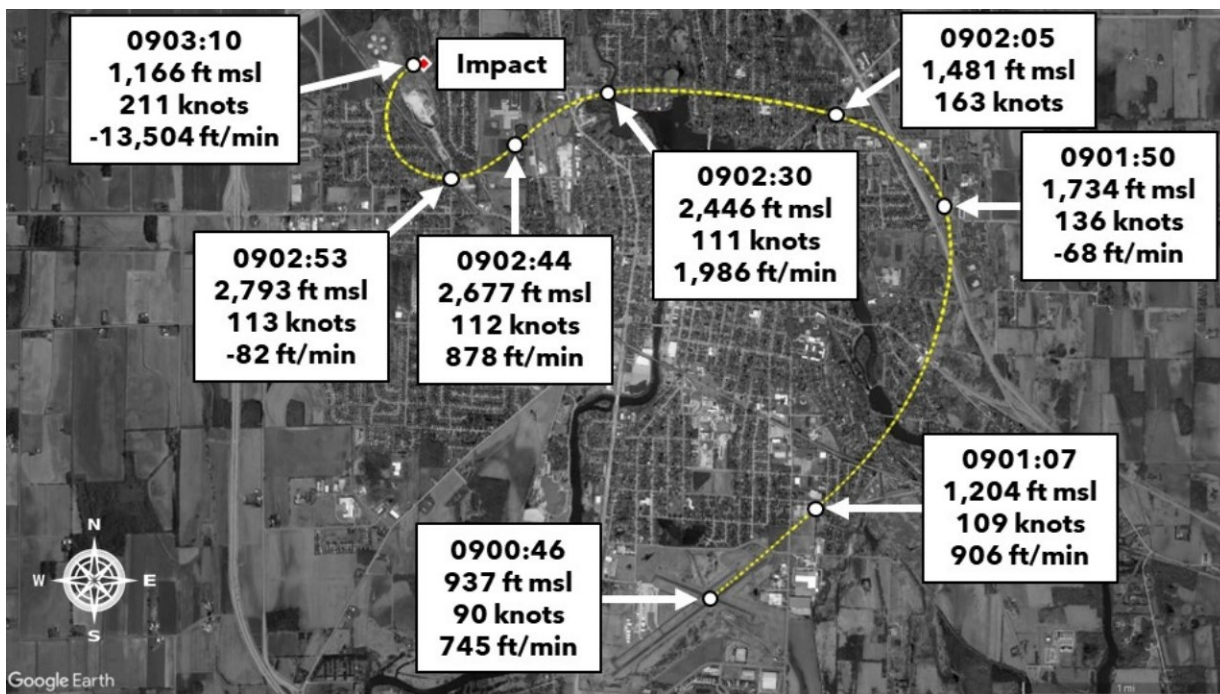 0903:10
1,166 ft msl
211 knots
-13,504 ft/min
Impact
0902:05
1,481 ft msl
163 knots
0901:50
1,734 ft msl
136 knots
-68 ft/min
0902:30
2,446 ft msl
111 knots
1,986 ft/min
0902:53
2,793 ft msl
113 knots
-82 ft/min
0902:44
2,677 ft msl
112 knots
878 ft/min
0901:07
1,204 ft msl
109 knots
906 ft/min
0900:46
937 ft msl
90 knots
745 ft/min
N
W E
S
Google Earth
1 mi